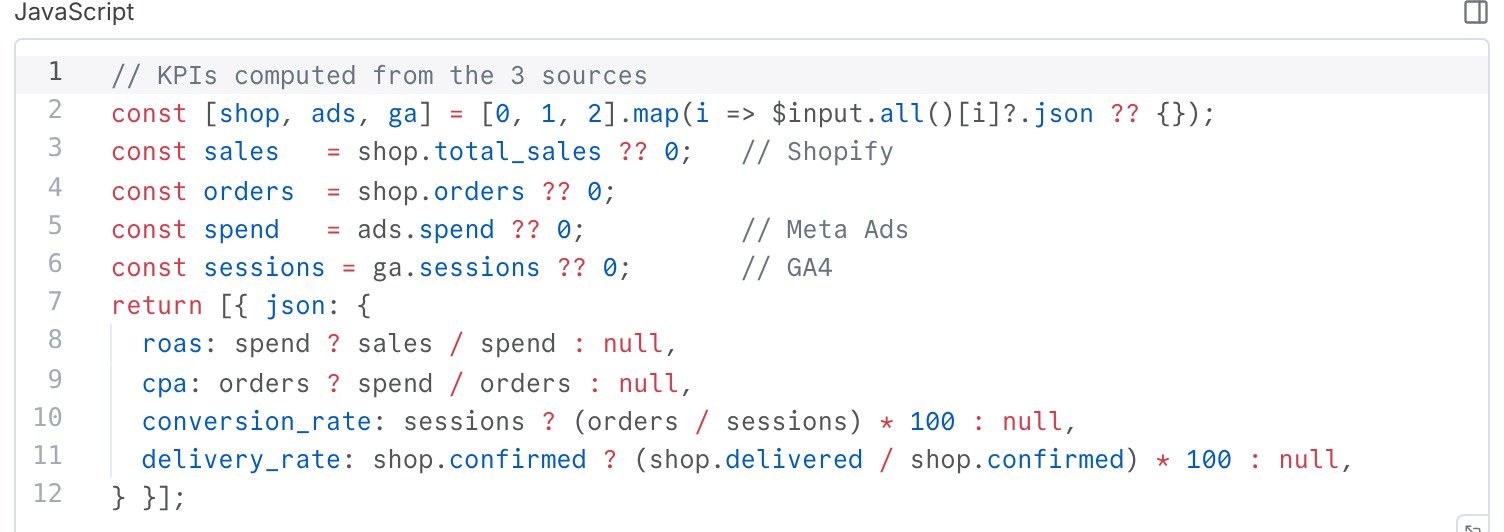 JavaScript
1 // KPIs computed from the 3 sources
2 const [shop, ads, ga] = [0, 1, 2].map(i => $input.all()[i]?.json ?? {});
3 const sales   = shop.total_sales ?? 0;   // Shopify
4 const orders  = shop.orders ?? 0;
5 const spend   = ads.spend ?? 0;          // Meta Ads
6 const sessions = ga.sessions ?? 0;       // GA4
7 return [{ json: {
8   roas: spend ? sales / spend : null,
9   cpa: orders ? spend / orders : null,
10   conversion_rate: sessions ? (orders / sessions) * 100 : null,
11   delivery_rate: shop.confirmed ? (shop.delivered / shop.confirmed) * 100 : null,
12 } }];